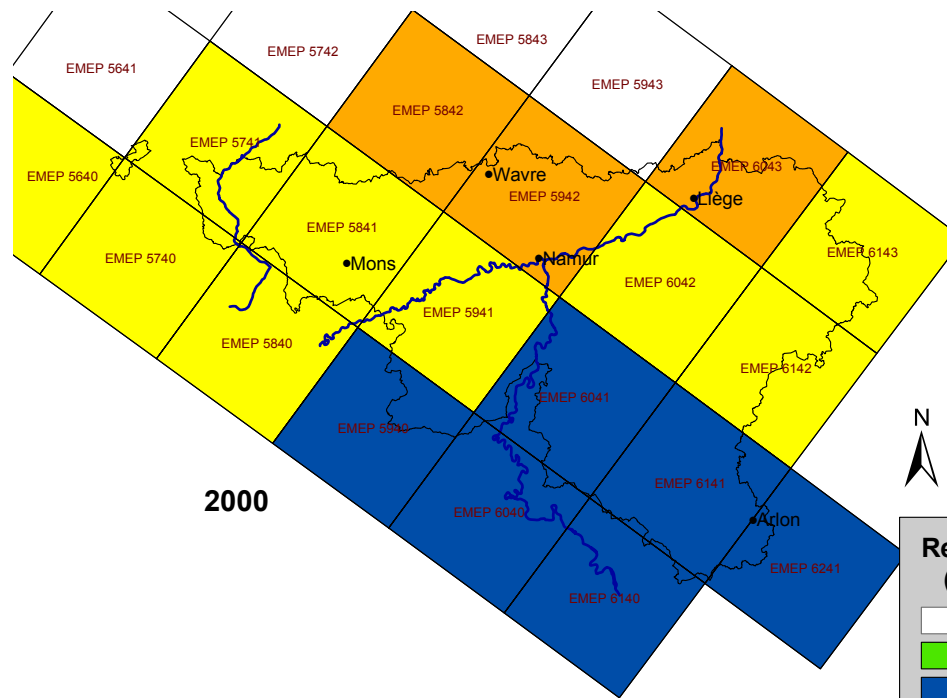 EMEP 5843
EMEP 5742
EMEP 5641
EMEP 5943
EMEP 5842
EMEP 5741
EMEP 6043
Wavre
EMEP 5640
EMEP 5942
Liège
EMEP 5841
EMEP 6143
EMEP 5740
Namur
Mons
EMEP 6042
EMEP 5941
EMEP 5840
EMEP 6142
EMEP 6041
N
EMEP 5940
EMEP 6141
2000
EMEP 6040
Arlon
EMEP 6241
EMEP 6140